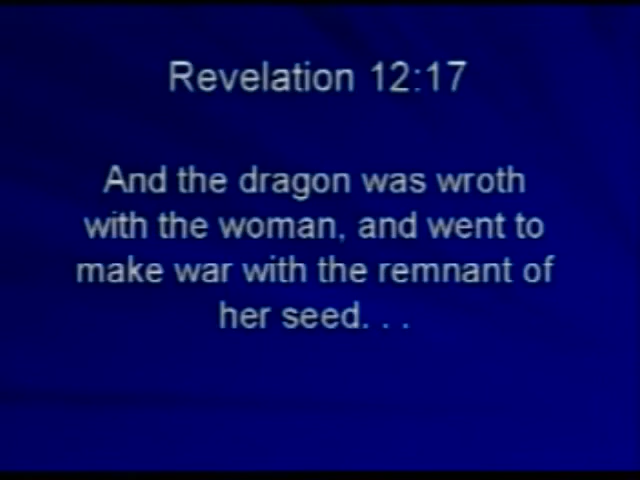 Revelation 12:17
And the dragon was wroth
with the woman, and went to
make war with the remnant of
her seed. . .